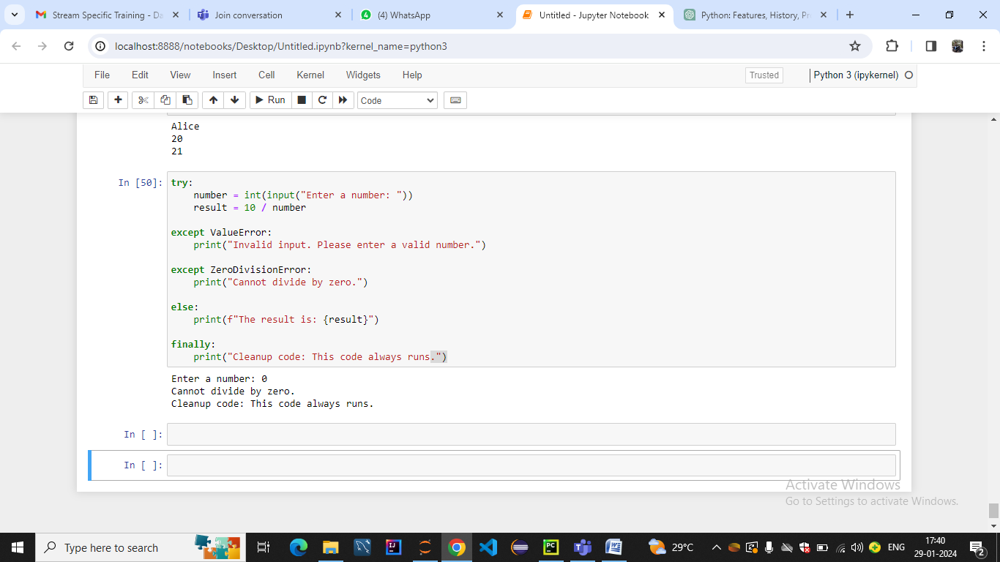 Stream Specific Training - Da
Join conversation
(4) WhatsApp
Untitled - Jupyter Notebook
Python: Features, History, Pr
localhost:8888/notebooks/Desktop/Untitled.ipynb?kernel_name=python3
File Edit View Insert Cell Kernel Widgets Help
Trusted
Python 3 (ipykernel)
Run
Code
Alice
20
21
In [50]:
try:
    number = int(input("Enter a number: "))
    result = 10 / number
except ValueError:
    print("Invalid input. Please enter a valid number.")
except ZeroDivisionError:
    print("Cannot divide by zero.")
else:
    print(f"The result is: {result}")
finally:
    print("Cleanup code: This code always runs.")
Enter a number: 0
Cannot divide by zero.
Cleanup code: This code always runs.
In [ ]:
In [ ]:
Activate Windows
Go to Settings to activate Windows.
Type here to search
29°C
ENG
17:40
29-01-2024
2